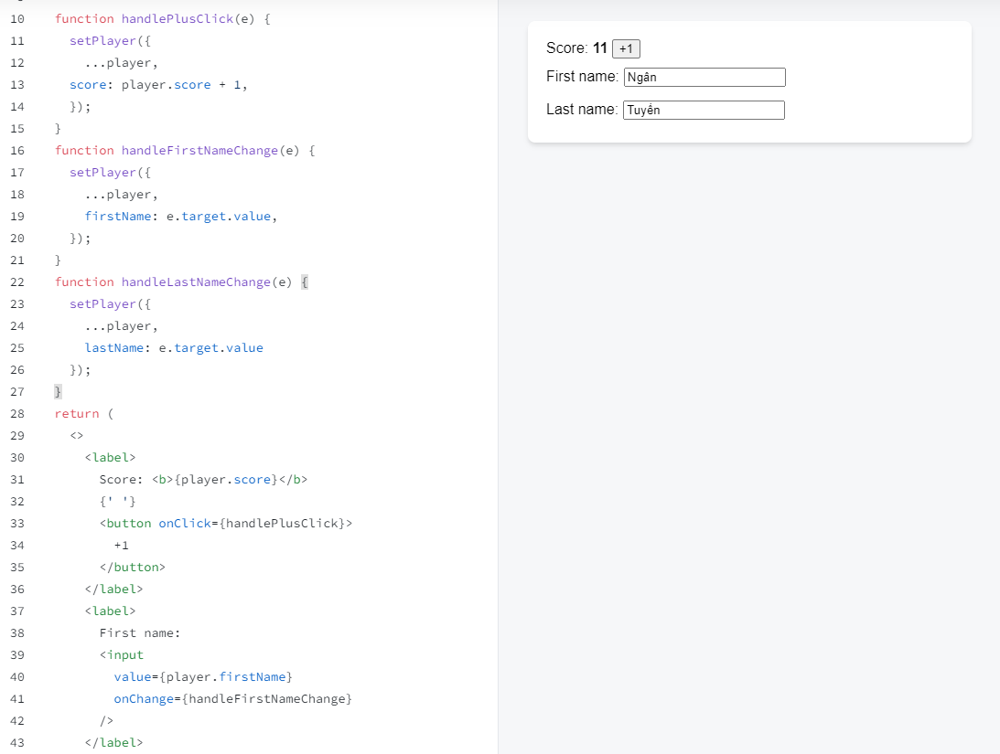 10 function handlePlusClick(e) {
11 setPlayer({
12 ...player,
13 score: player.score + 1,
14 });
15 }
16 function handleFirstNameChange(e) {
17 setPlayer({
18 ...player,
19 firstName: e.target.value,
20 });
21 }
22 function handleLastNameChange(e) {
23 setPlayer({
24 ...player,
25 lastName: e.target.value
26 });
27 }
28 return (
29 <>
30 <label>
31 Score: <b>{player.score}</b>
32 {' '}
33 <button onClick={handlePlusClick}>
34 +1
35 </button>
36 </label>
37 <label>
38 First name:
39 <input
40 value={player.firstName}
41 onChange={handleFirstNameChange}
42 />
43 </label>
Score: 11 +1
First name: Ngân
Last name: Tuyển